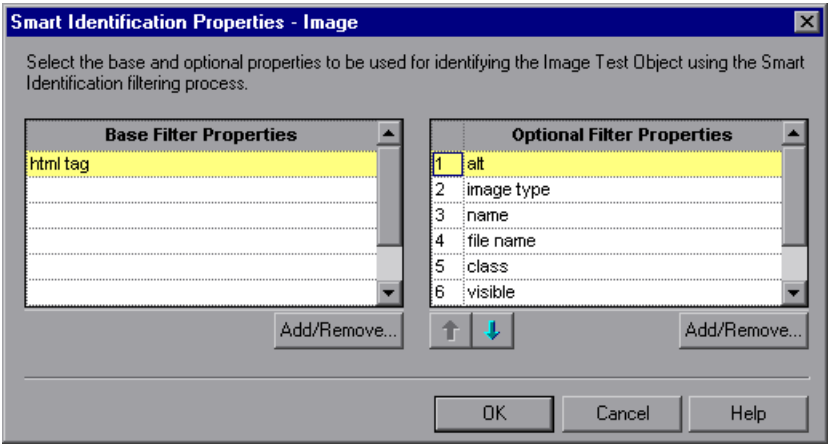 Smart Identification Properties - Image
Select the base and optional properties to be used for identifying the Image Test Object using the Smart
Identification filtering process.
Base Filter Properties
html tag
Add/Remove...
Optional Filter Properties
1 alt
2 image type
3 name
4 file name
5 class
6 visible
Add/Remove...
OK Cancel Help